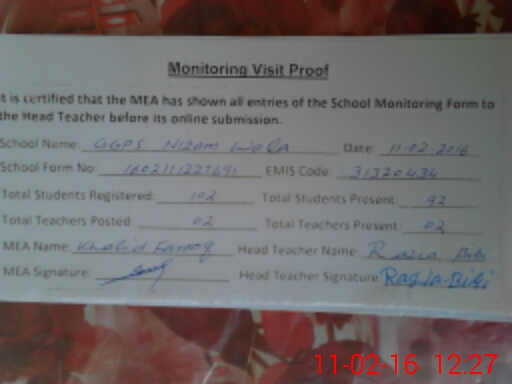 Monitoring Visit Proof
It is certified that the MEA has shown all entries of the School Monitoring Form to
the Head Teacher before its online submission.
School Name: GGPS Nizam Wala Date: 11-02-2016
School Form No: EMIS Code: 31320434
Total Students Registered: 102 Total Students Present: 92
Total Teachers Posted: 02 Total Teachers Present: 02
MEA Name: Khalid Farooq Head Teacher Name: Razia Bibi
MEA Signature: Head Teacher Signature: Razia-Bibi
11-02-16 12:27